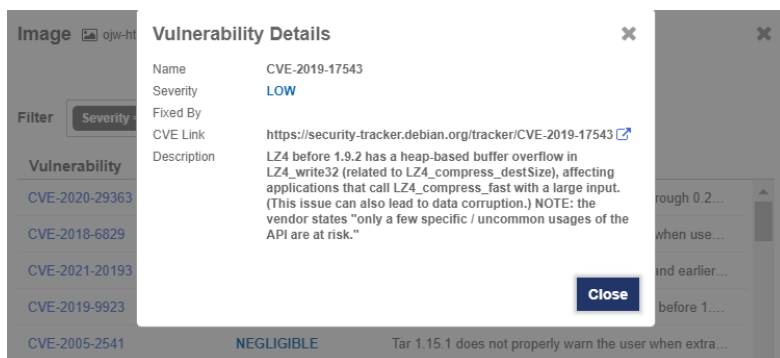 Image ojw-ht
Vulnerability Details
Name CVE-2019-17543
Severity LOW
Fixed By
CVE Link https://security-tracker.debian.org/tracker/CVE-2019-17543
Description LZ4 before 1.9.2 has a heap-based buffer overflow in
LZ4_write32 (related to LZ4_compress_destSize), affecting
applications that call LZ4_compress_fast with a large input.
(This issue can also lead to data corruption.) NOTE: the
vendor states "only a few specific / uncommon usages of the
API are at risk."
Close
Filter Severity =
Vulnerability
CVE-2020-29363 rough 0.2...
CVE-2018-6829 when use...
CVE-2021-20193 and earlier...
CVE-2019-9923 before 1....
CVE-2005-2541 NEGLIGIBLE Tar 1.15.1 does not properly warn the user when extra...